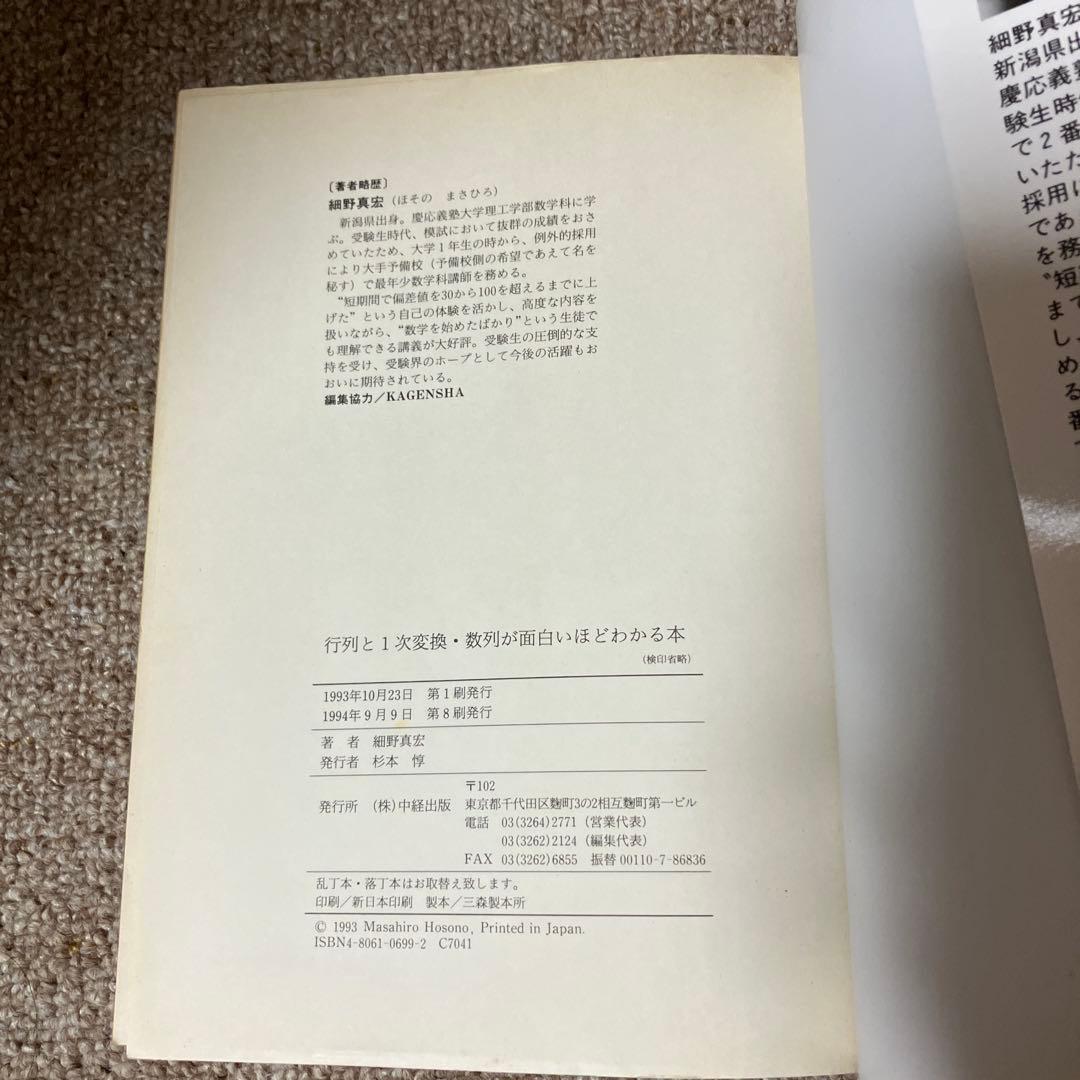 〔著者略歴〕
細野真宏（ほその　まさひろ）
新潟県出身。慶応義塾大学理工学部数学科に学
ぶ。受験生時代、模試において抜群の成績をおさ
めていたため、大学1年生の時から、例外的採用
により大手予備校（予備校側の希望であえて名を
秘す）で最年少数学科講師を務める。
“短期間で偏差値を30から100を超えるまでに上
げた”という自己の体験を活かし、高度な内容を
扱いながら、“数学を始めたばかり”という生徒で
も理解できる講義が大好評。受験生の圧倒的な支
持を受け、受験界のホープとして今後の活躍もお
おいに期待されている。
編集協力／KAGENSHA
行列と1次変換・数列が面白いほどわかる本
（検印省略）
1993年10月23日　第1刷発行
1994年9月9日　第8刷発行
著　者　細野真宏
発行者　杉本　惇
〒102
発行所　（株）中経出版　東京都千代田区麴町3の2相互麴町第一ビル
電話　03(3264)2771（営業代表）
03(3262)2124（編集代表）
FAX　03(3262)6855　振替 00110-7-86836
乱丁本・落丁本はお取替え致します。
印刷／新日本印刷　製本／三森製本所
© 1993 Masahiro Hosono, Printed in Japan.
ISBN4-8061-0699-2　C7041
細野真宏
新潟県出
慶応義塾
験生時
で2番
いたた
採用に
であ
を務
〝短
まで
し、
め
る
番